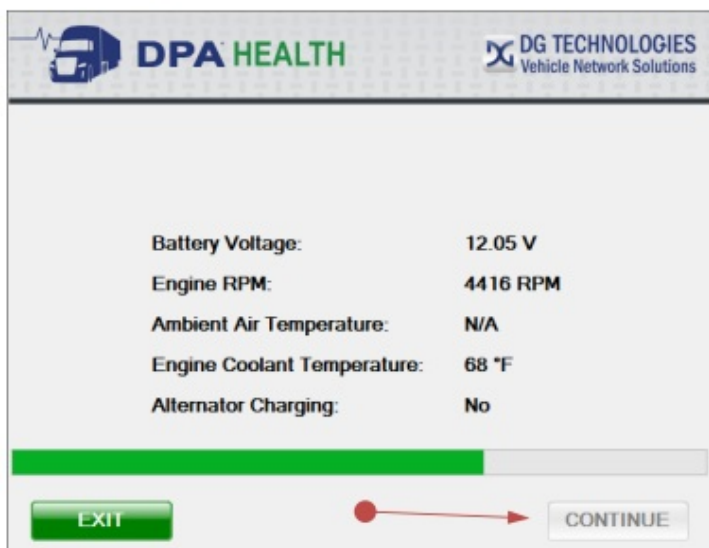 DPA HEALTH
DG TECHNOLOGIES
Vehicle Network Solutions
Battery Voltage: 12.05 V
Engine RPM: 4416 RPM
Ambient Air Temperature: N/A
Engine Coolant Temperature: 68 °F
Alternator Charging: No
EXIT CONTINUE